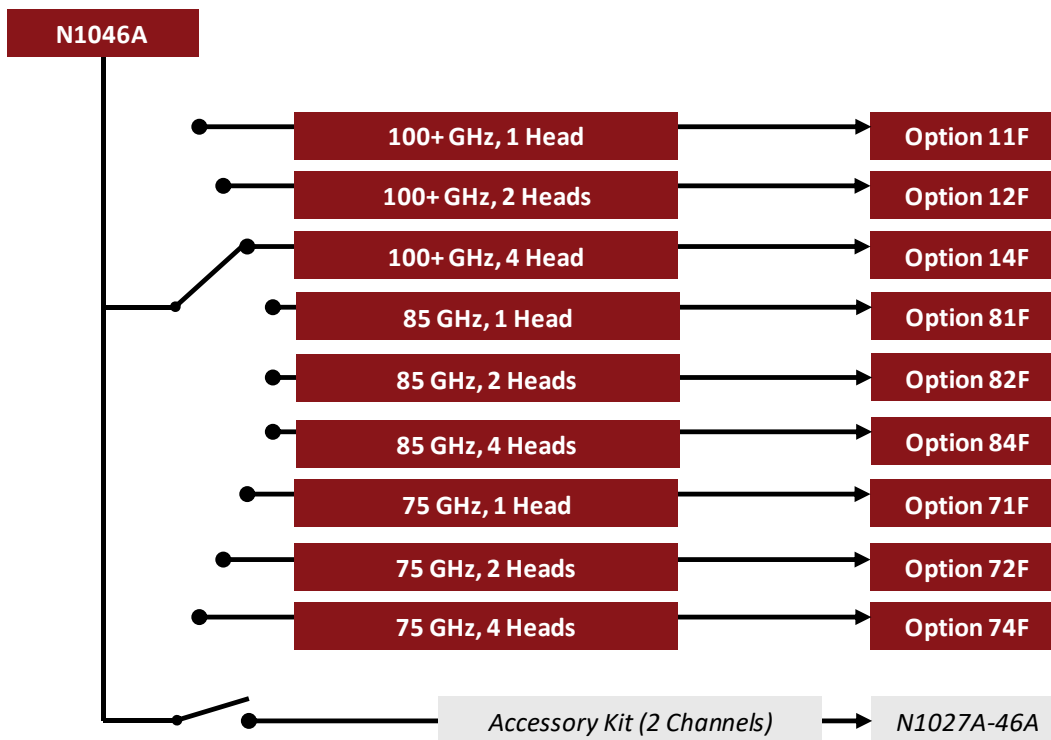 N1046A
100+ GHz, 1 Head Option 11F
100+ GHz, 2 Heads Option 12F
100+ GHz, 4 Head Option 14F
85 GHz, 1 Head Option 81F
85 GHz, 2 Heads Option 82F
85 GHz, 4 Heads Option 84F
75 GHz, 1 Head Option 71F
75 GHz, 2 Heads Option 72F
75 GHz, 4 Heads Option 74F
Accessory Kit (2 Channels) N1027A-46A